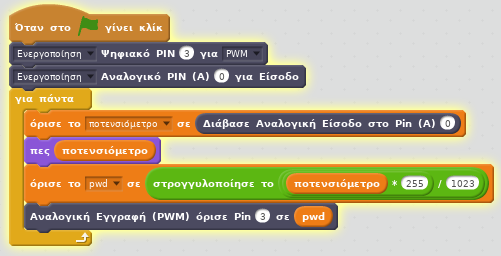 Όταν στο γίνει κλίκ
Ενεργοποίηση Ψηφιακό PIN 3 για PWM
Ενεργοποίηση Αναλογικό PIN (A) 0 για Είσοδο
για πάντα
όρισε το ποτενσιόμετρο σε Διάβασε Αναλογική Είσοδο στο Pin (A) 0
πες ποτενσιόμετρο
όρισε το pwd σε στρογγυλοποίησε το ποτενσιόμετρο * 255 / 1023
Αναλογική Εγγραφή (PWM) όρισε Pin 3 σε pwd